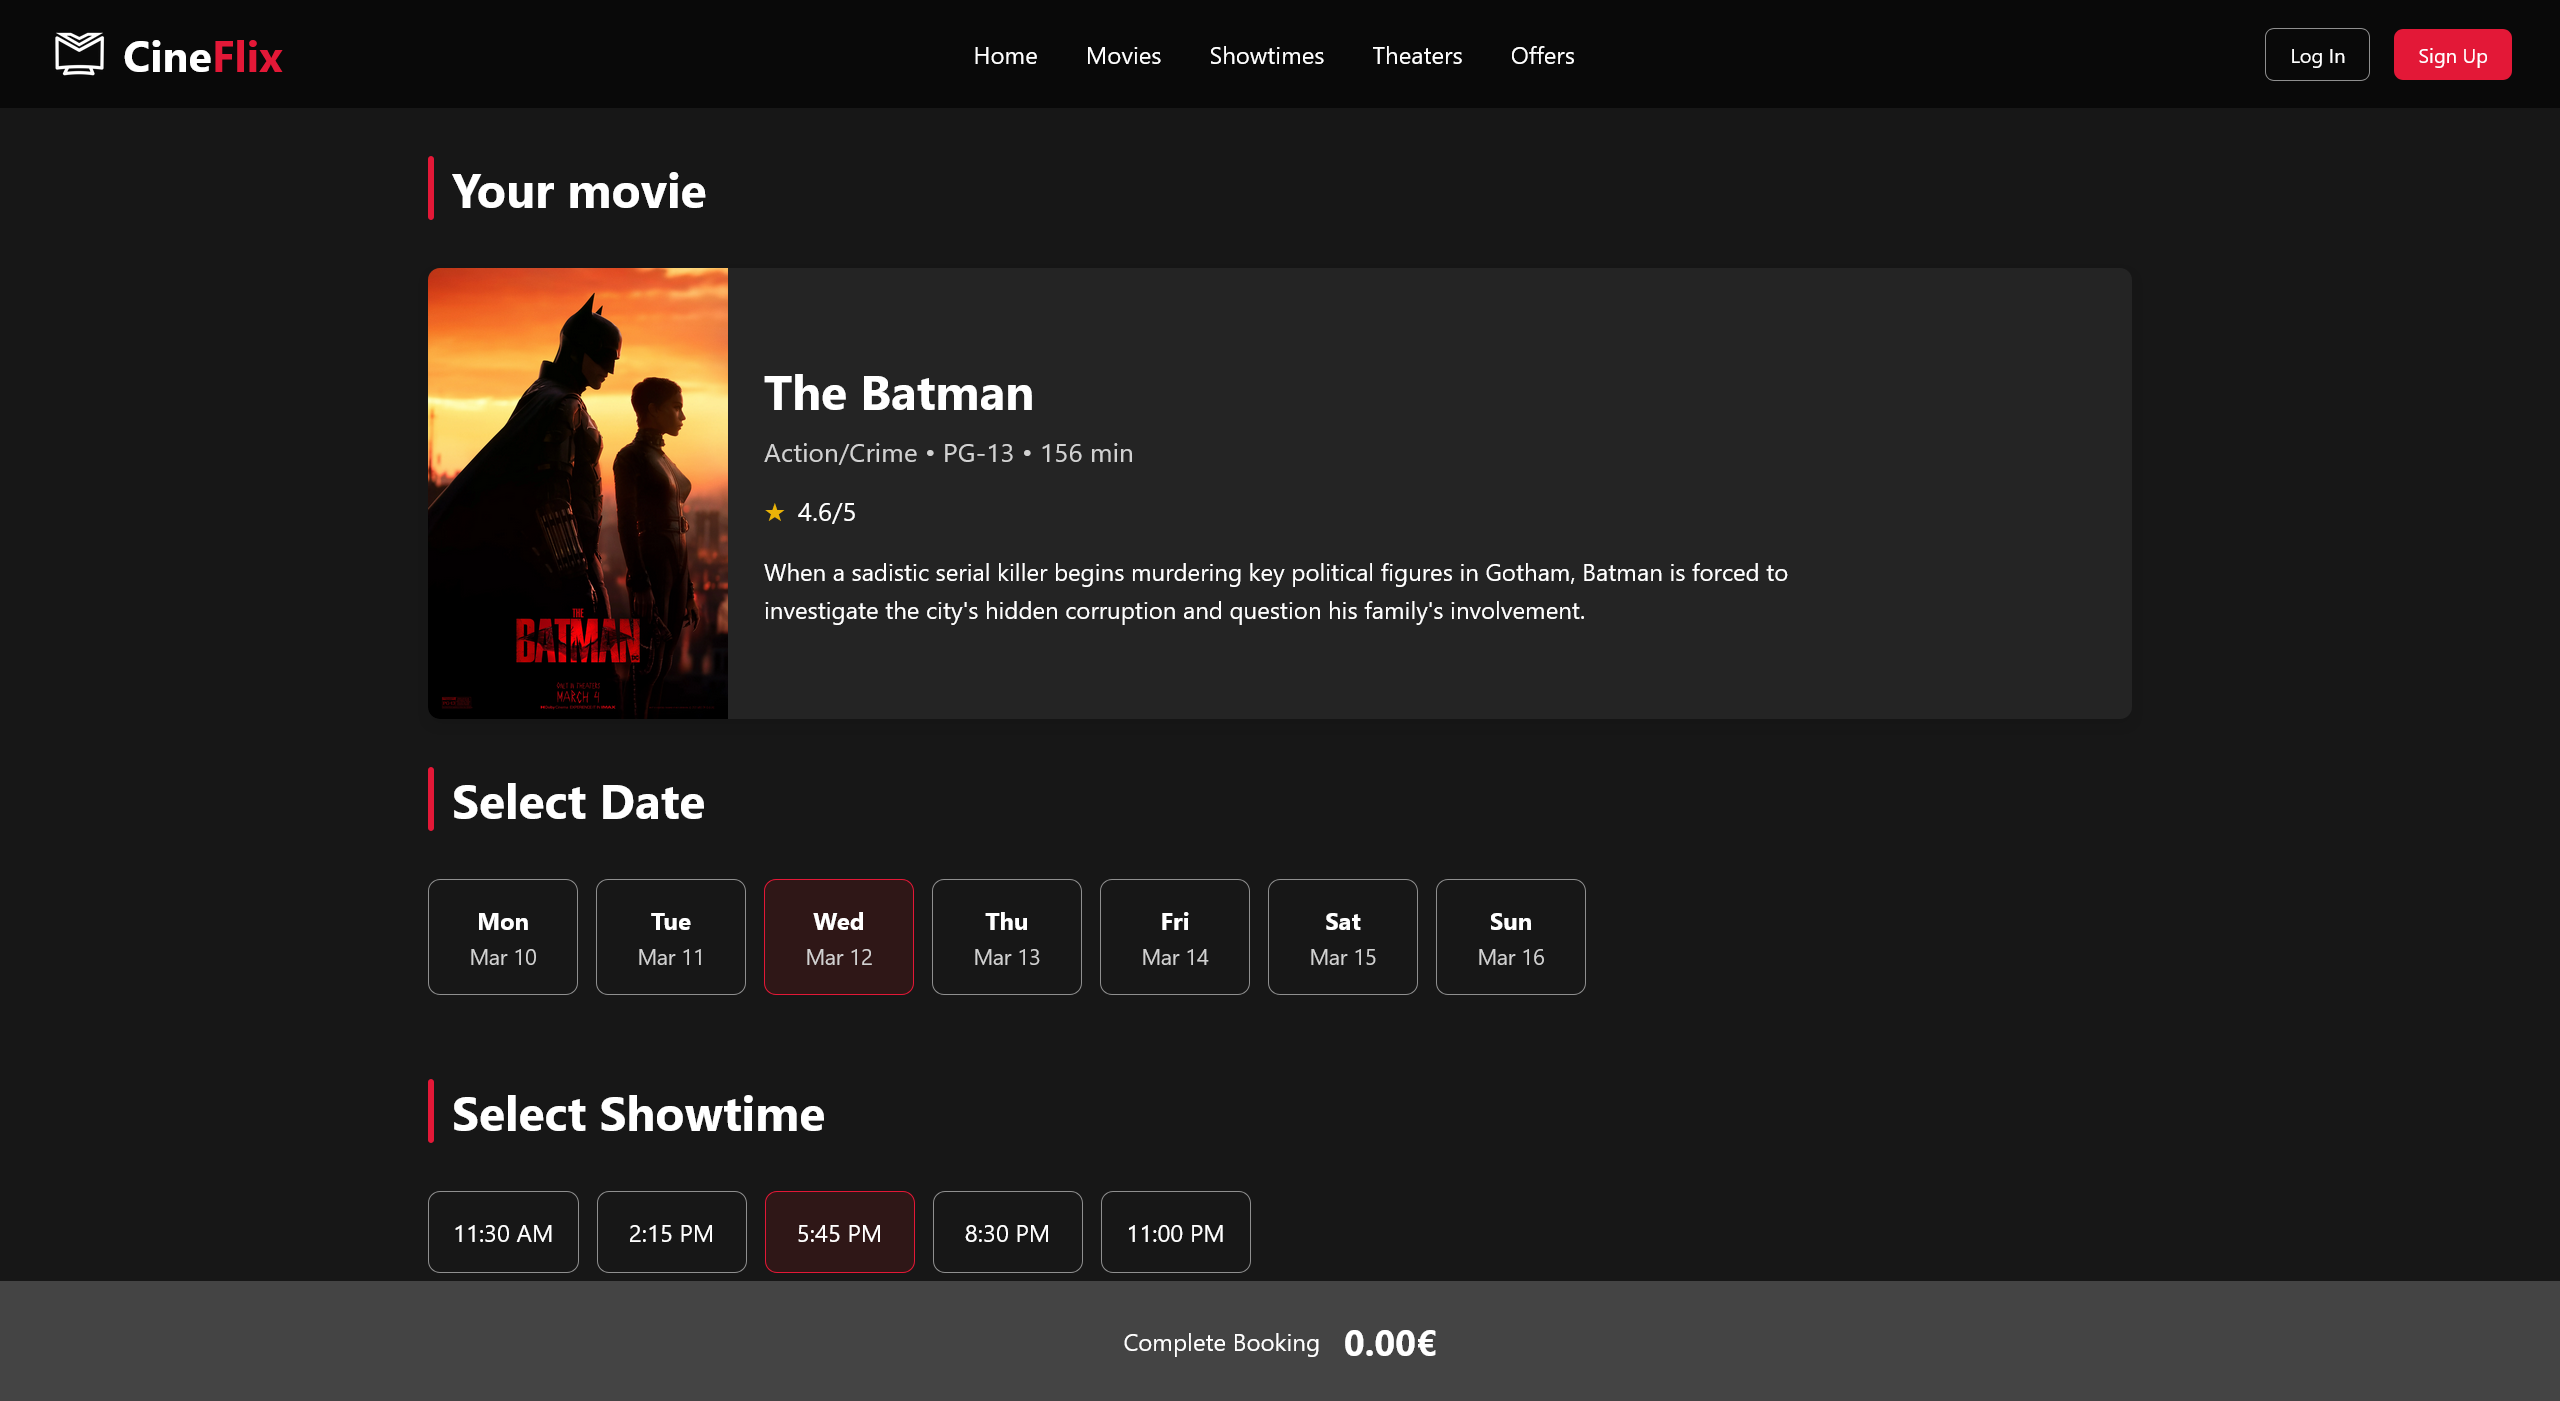 CineFlix
Home Movies Showtimes Theaters Offers
Log In
Sign Up
Your movie
THE
BATMAN
MARCH 4
The Batman
Action/Crime • PG-13 • 156 min
★ 4.6/5
When a sadistic serial killer begins murdering key political figures in Gotham, Batman is forced to
investigate the city's hidden corruption and question his family's involvement.
Select Date
Mon Tue Wed Thu Fri Sat Sun
Mar 10 Mar 11 Mar 12 Mar 13 Mar 14 Mar 15 Mar 16
Select Showtime
11:30 AM 2:15 PM 5:45 PM 8:30 PM 11:00 PM
Complete Booking 0.00€